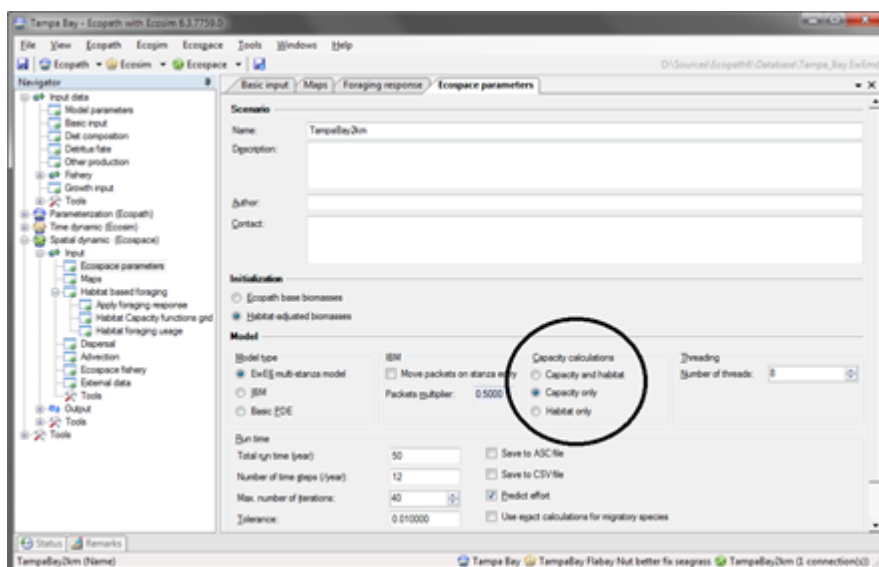 Tampa Bay - Ecopath with Ecosim 6.3.7759.0
File View Ecopath Ecosim Ecospace Tools Windows Help
Ecopath Ecosim Ecospace D:\Sources\Ecopath6\Database\Tampa_Bay.EwEmd
Navigator
Basic input Maps Foraging response Ecospace parameters
Input data
Model parameters
Basic input
Diet composition
Detritus fate
Other production
Fishery
Growth input
Tools
Parameterization (Ecopath)
Time dynamic (Ecosim)
Spatial dynamic (Ecospace)
Input
Ecospace parameters
Maps
Habitat based foraging
Apply foraging response
Habitat Capacity functions grid
Habitat foraging usage
Dispersal
Advection
Ecospace fishery
External data
Tools
Output
Tools
Tools
Scenario
Name: TampaBay2km
Description:
Author:
Contact:
Initialization
Ecopath base biomasses
Habitat-adjusted biomasses
Model
Model type IBM Capacity calculations Threading
EwE5 multi-stanza model Move packets on stanza entry Capacity and habitat Number of threads: 8
IBM Packets multiplier: 0.5000 Capacity only
Basic PDE Habitat only
Run time
Total run time (year): 50 Save to ASC file
Number of time steps (/year): 12 Save to CSV file
Max. number of iterations: 40 Predict effort
Tolerance: 0.010000 Use exact calculations for migratory species
Status Remarks
TampaBay2km (Name) Tampa Bay TampaBay Flabay Nut better fix seagrass TampaBay2km (1 connection(s))